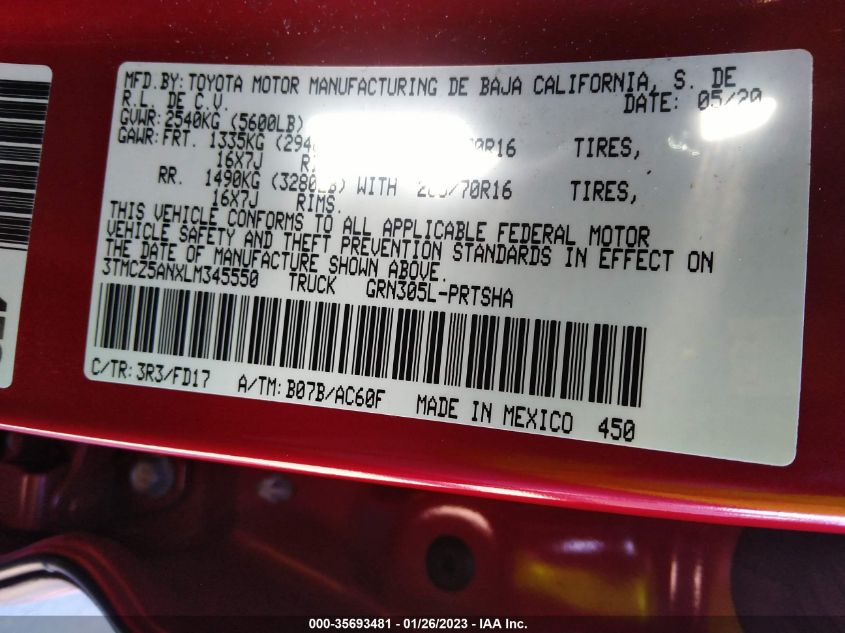 MFD. BY: TOYOTA MOTOR MANUFACTURING DE BAJA CALIFORNIA, S. DE
R.L. DE C.V. DATE: 05/20
GVWR: 2540KG (5600LB)
GAWR: FRT. 1335KG TIRES,
16X7J
RR. 1490KG (3280LB) WITH TIRES,
16X7J RIMS.
THIS VEHICLE CONFORMS TO ALL APPLICABLE FEDERAL MOTOR
VEHICLE SAFETY AND THEFT PREVENTION STANDARDS IN EFFECT ON
THE DATE OF MANUFACTURE SHOWN ABOVE.
3TMCZ5ANXLM345550 TRUCK GRN305L-PRTSHA
C/TR: 3R3/FD17 A/TM: B07B/AC60F MADE IN MEXICO 450
000-35693481 - 01/26/2023 - IAA Inc.